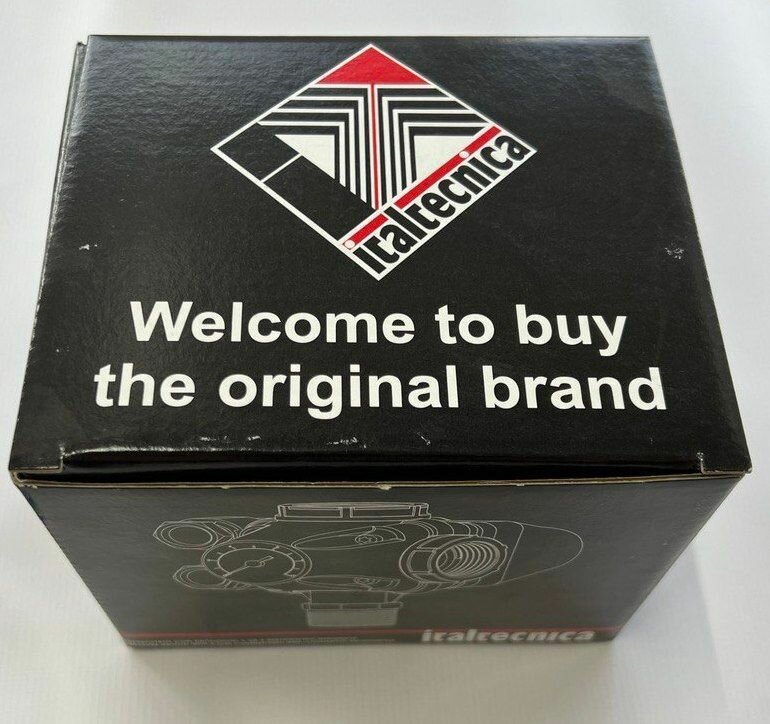 italtecnica
Welcome to buy
the original brand
italtecnica